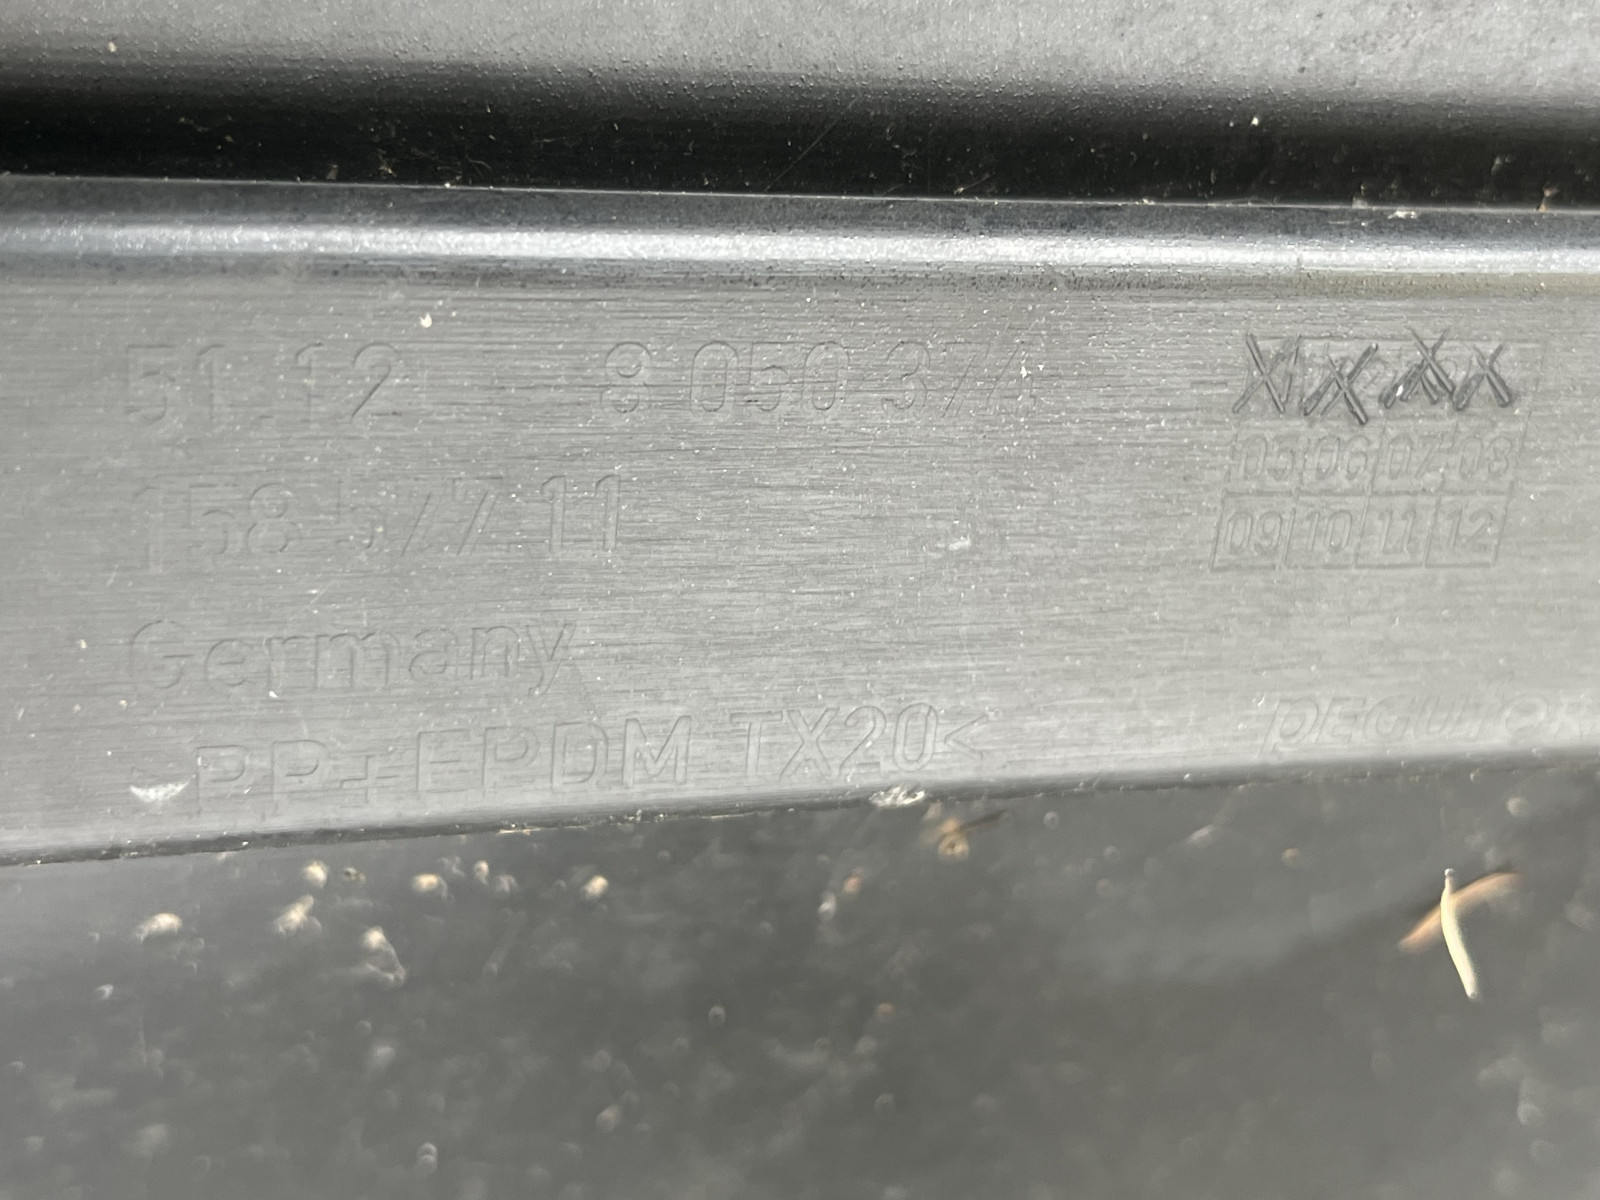 51.12 8 050 374
158 577.11
05 06 07 08
09 10 11 12
Germany
>PP+EPDM TX20<
peguform